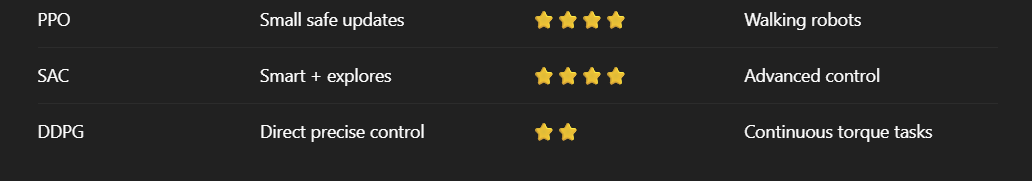 PPO Small safe updates ⭐⭐⭐⭐ Walking robots
SAC Smart + explores ⭐⭐⭐⭐ Advanced control
DDPG Direct precise control ⭐⭐ Continuous torque tasks